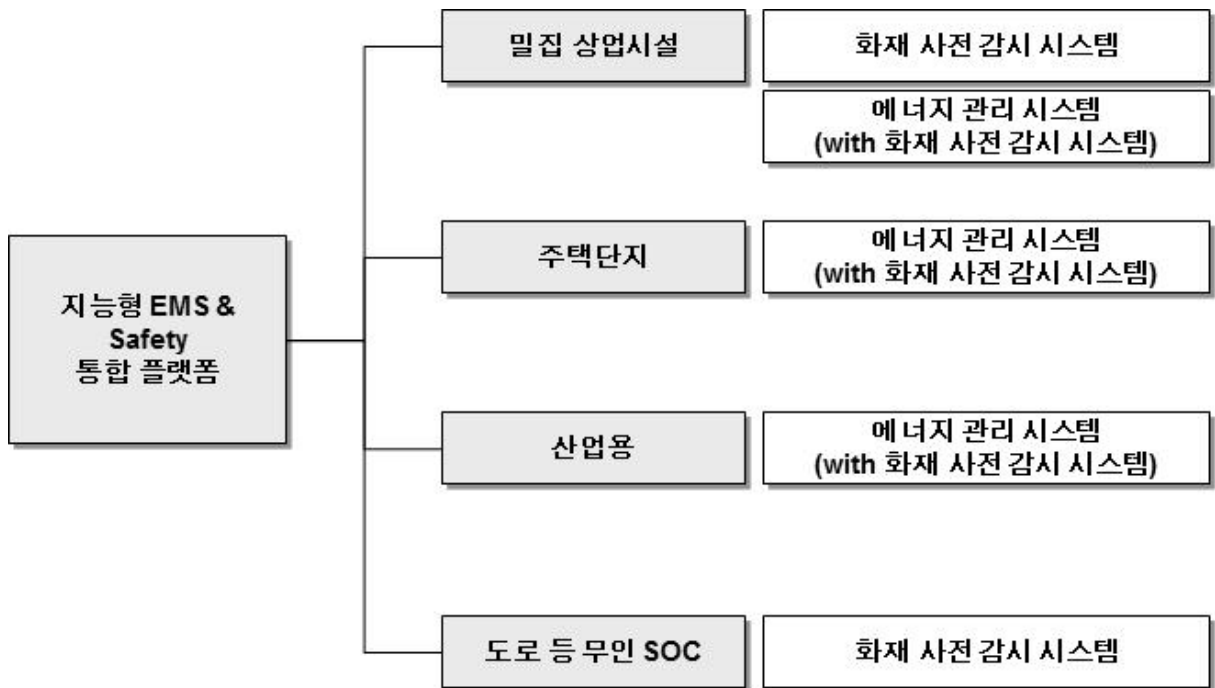 밀집 상업시설
화재 사전 감시 시스템
에너지 관리 시스템
(with 화재 사전 감시 시스템)
지능형 EMS &
Safety
통합 플랫폼
주택단지
에너지 관리 시스템
(with 화재 사전 감시 시스템)
산업용
에너지 관리 시스템
(with 화재 사전 감시 시스템)
도로 등 무인 SOC
화재 사전 감시 시스템